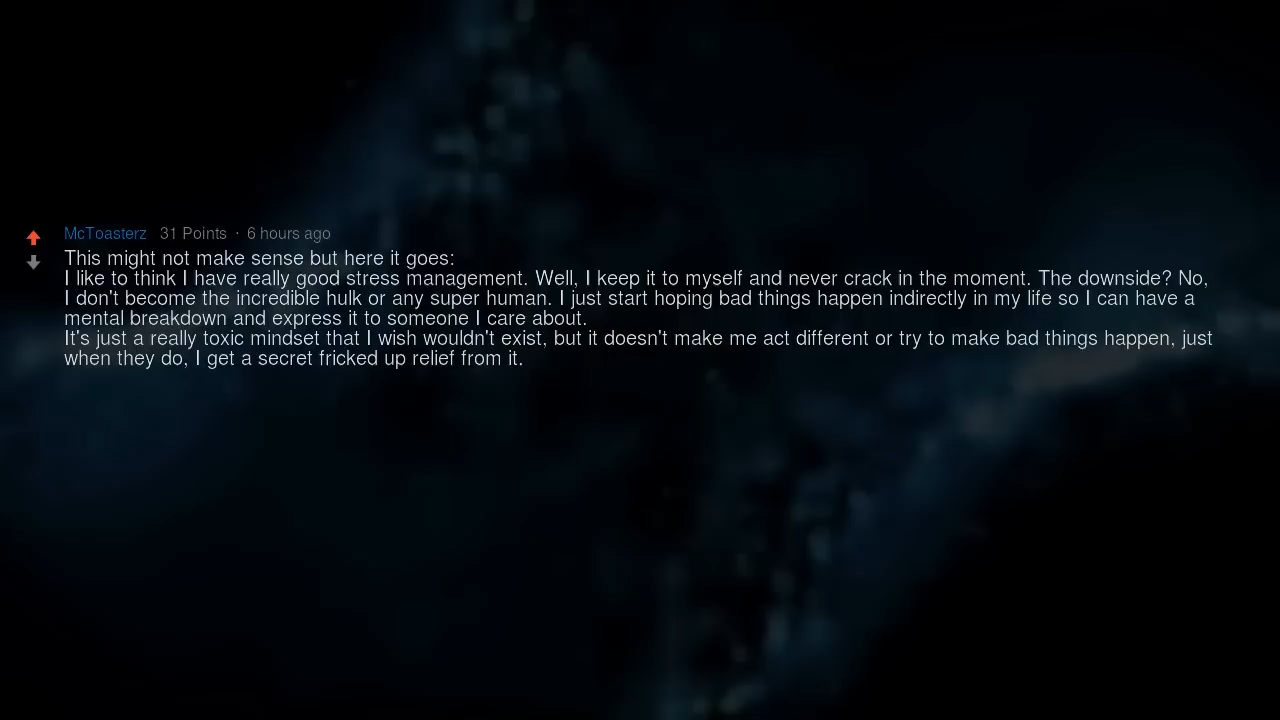 McToasterz 31 Points · 6 hours ago
This might not make sense but here it goes:
I like to think I have really good stress management. Well, I keep it to myself and never crack in the moment. The downside? No,
I don't become the incredible hulk or any super human. I just start hoping bad things happen indirectly in my life so I can have a
mental breakdown and express it to someone I care about.
It's just a really toxic mindset that I wish wouldn't exist, but it doesn't make me act different or try to make bad things happen, just
when they do, I get a secret fricked up relief from it.